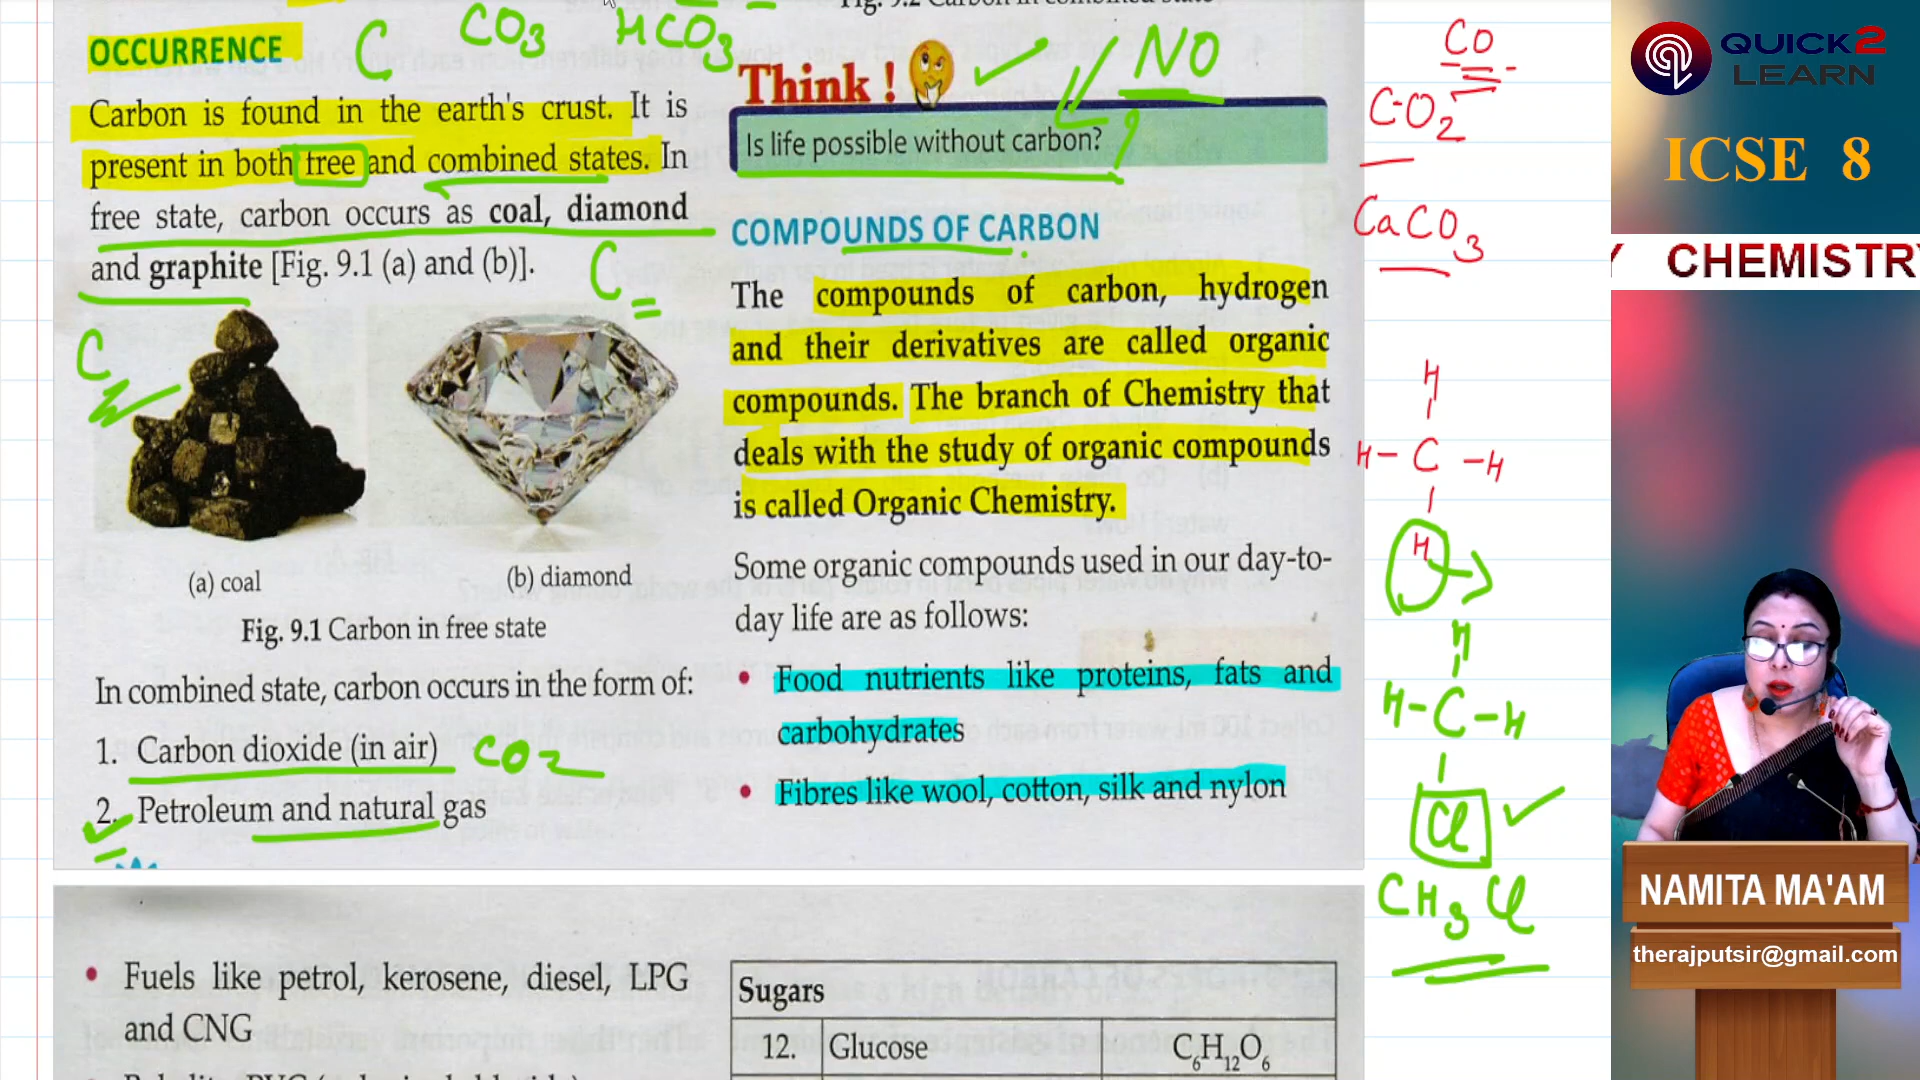 OCCURRENCE
C
CO3
HCO3
Carbon is found in the earth's crust. It is
present in both free and combined states. In
free state, carbon occurs as coal, diamond
and graphite [Fig. 9.1 (a) and (b)].
C
C
(a) coal
(b) diamond
Fig. 9.1 Carbon in free state
In combined state, carbon occurs in the form of:
1. Carbon dioxide (in air) CO2
2. Petroleum and natural gas
Fig. 9.2 Carbon in combined state
Think !
NO
Is life possible without carbon?
COMPOUNDS OF CARBON
The compounds of carbon, hydrogen
and their derivatives are called organic
compounds. The branch of Chemistry that
deals with the study of organic compounds
is called Organic Chemistry.
Some organic compounds used in our day-to-
day life are as follows:
• Food nutrients like proteins, fats and
carbohydrates
• Fibres like wool, cotton, silk and nylon
• Fuels like petrol, kerosene, diesel, LPG
and CNG
Sugars
12. Glucose C6H12O6
CO
CO2
CaCO3
H
H-C-H
H
H
H-C-H
Cl
CH3Cl
QUICK2
LEARN
ICSE 8
Y CHEMISTRY
NAMITA MA'AM
therajputsir@gmail.com